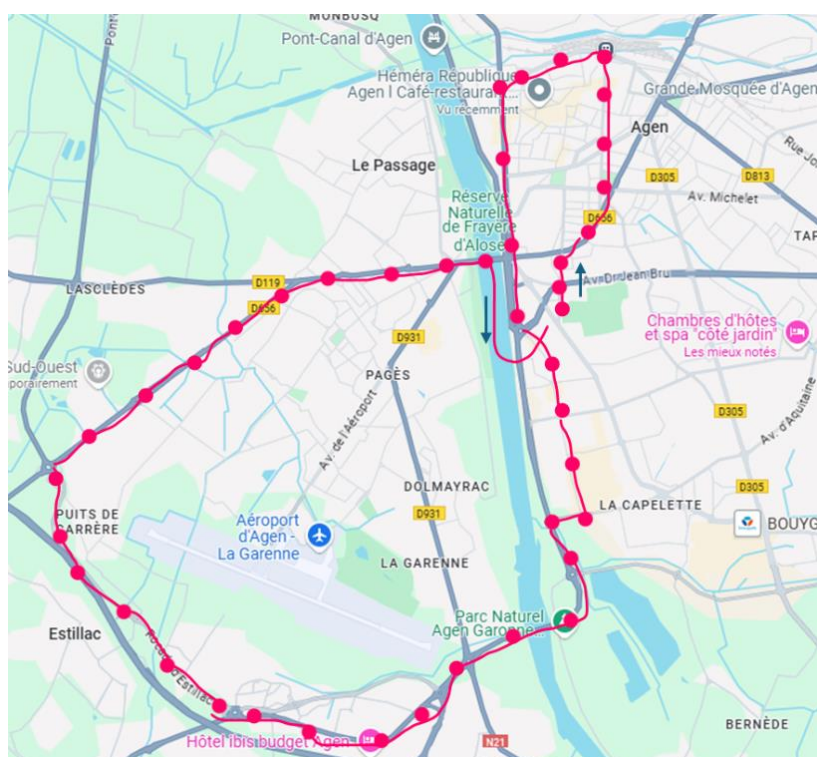 MONBUSQ
Pont-Canal d'Agen
Héméra République
Agen | Café-restaurant...
Vu récemment
Grande Mosquée d'Agen
Agen
Le Passage
D305
D813
Av. Michelet
Réserve
Naturelle
de Frayère
d'Alose
D656
D119
Av. Dr Jean Bru
LASCLÈDES
D656
D931
Chambres d'hôtes
et spa "côté jardin"
Les mieux notés
Sud-Ouest
PAGÈS
Av. de l'Aéroport
D305
Av. d'Aquitaine
DOLMAYRAC
D305
LA CAPELETTE
PUITS DE
CARRÈRE
D931
Aéroport
d'Agen -
La Garenne
BOUYG
LA GARENNE
Parc Naturel
Agen Garonne...
Estillac
BERNÈDE
Hôtel ibis budget Agen
N21